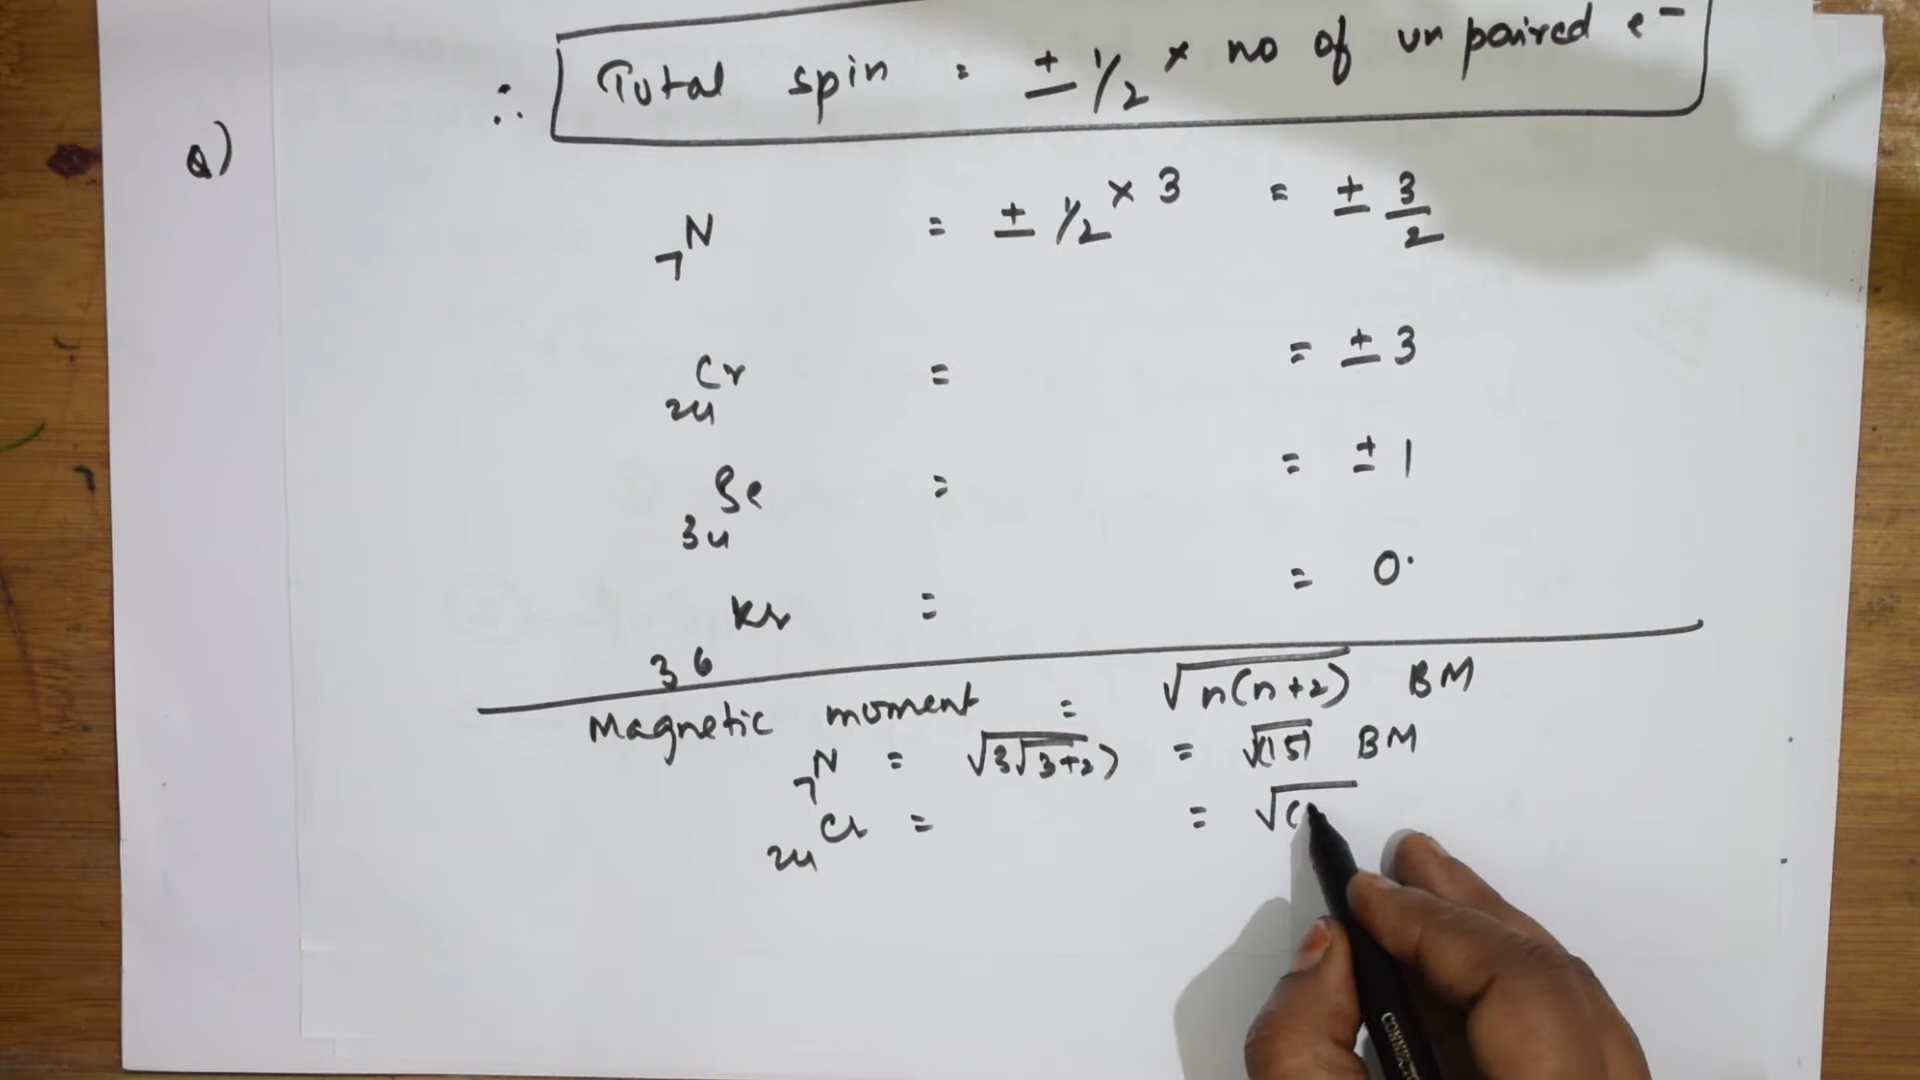 ∴ Total spin = ± 1/2 × no of unpaired e⁻
Q)
₇N = ± 1/2 × 3 = ± 3/2
₂₄Cr = = ± 3
₃₄Se = = ± 1
₃₆Kr = = 0.
Magnetic moment = √n(n+2) BM
₇N = √3√3+2) = √(15) BM
₂₄Cr = = √(